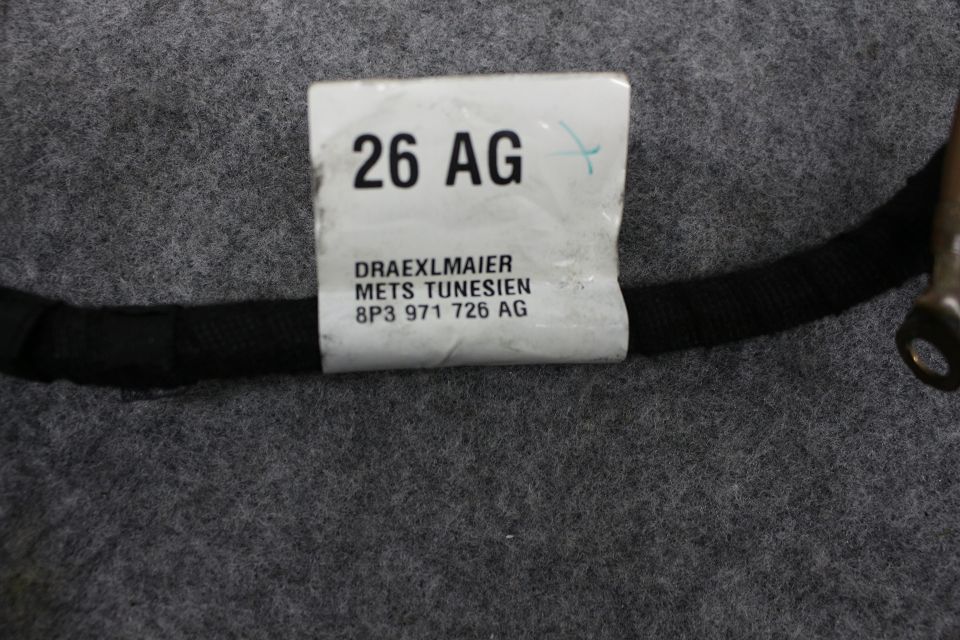 26 AG
DRAEXLMAIER
METS TUNESIEN
8P3 971 726 AG